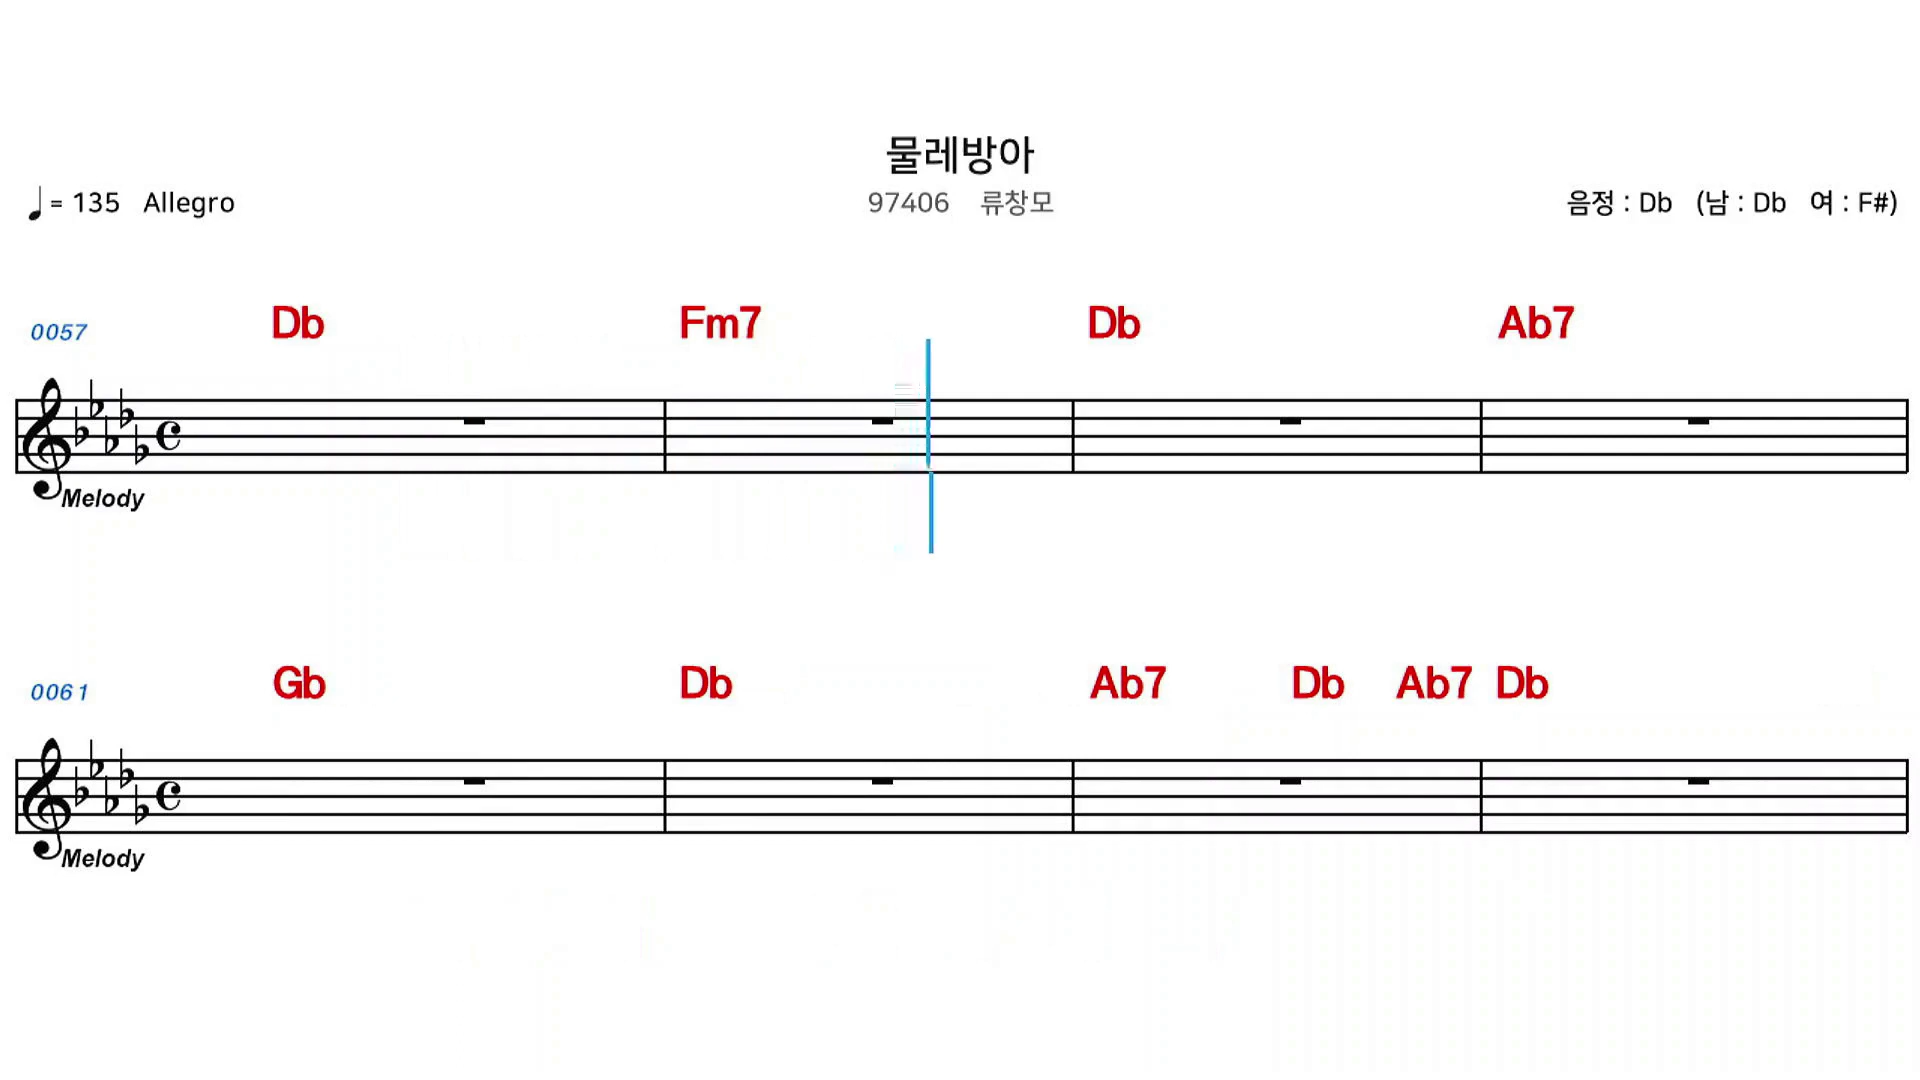 물레방아
= 135 Allegro
97406 류창모
음정 : Db (남 : Db 여 : F#)
0057 Db Fm7 Db Ab7
Melody
0061 Gb Db Ab7 Db Ab7 Db
Melody